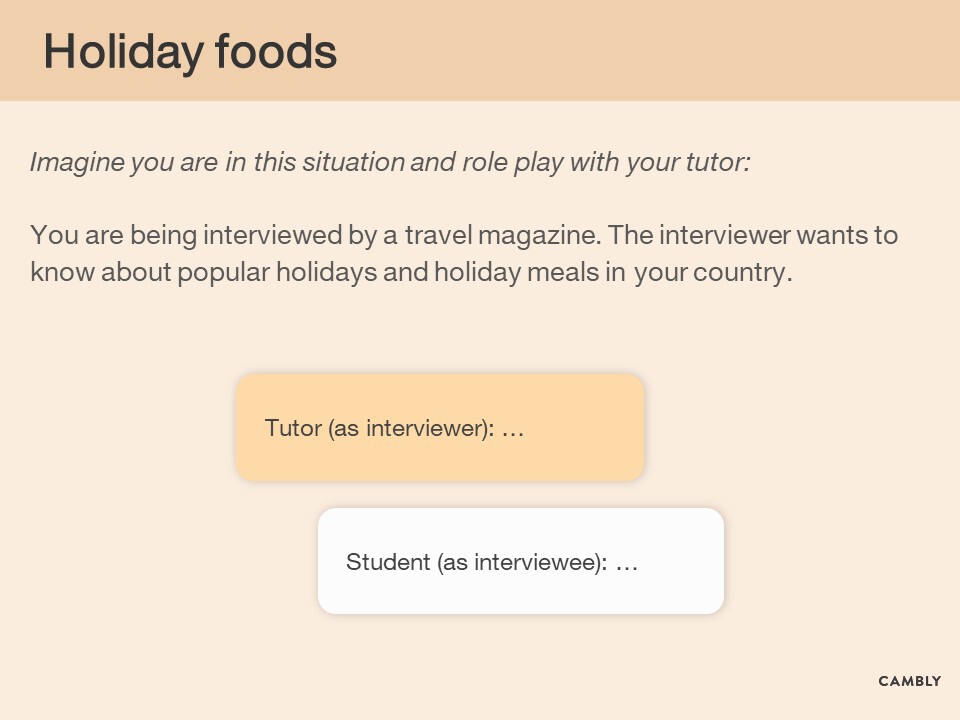 Holiday foods
Imagine you are in this situation and role play with your tutor:
You are being interviewed by a travel magazine. The interviewer wants to
know about popular holidays and holiday meals in your country.
Tutor (as interviewer): …
Student (as interviewee): …
CAMBLY